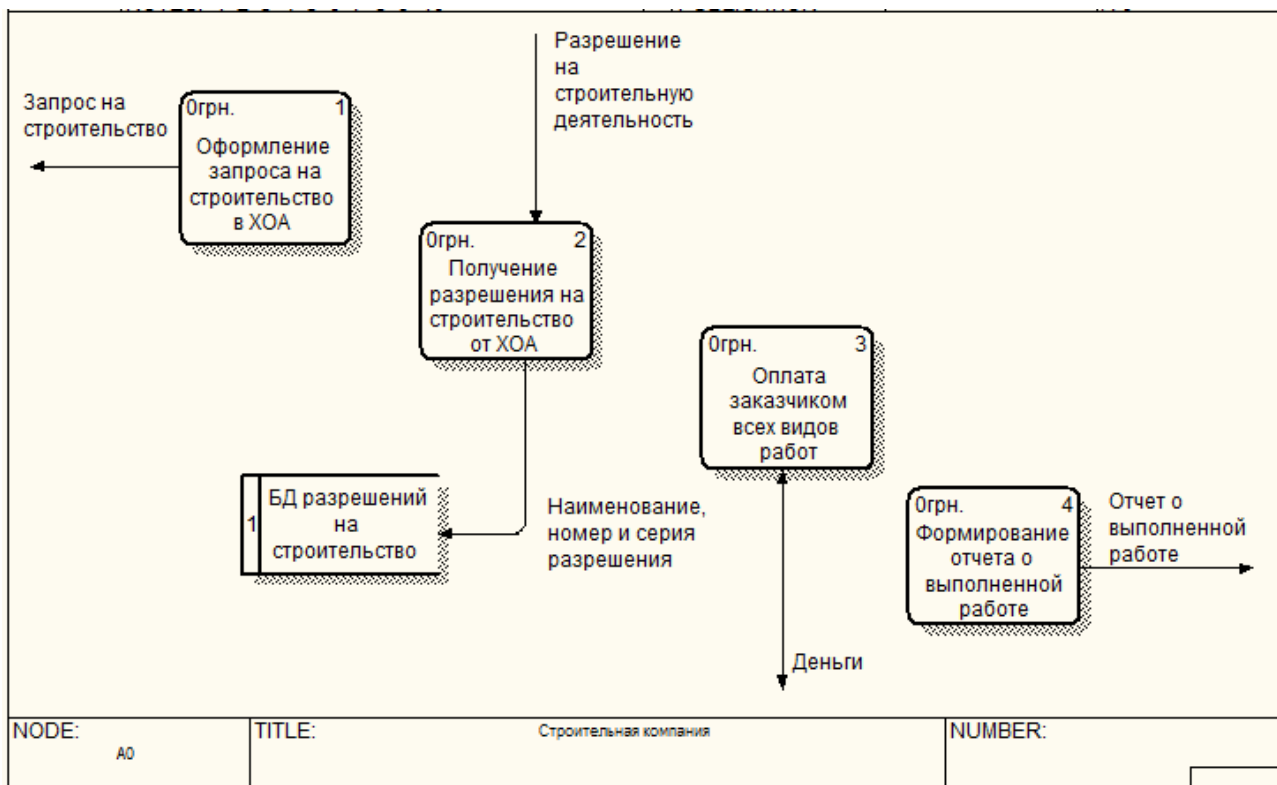 Разрешение
на
строительную
деятельность
Запрос на
строительство
0грн. 1
Оформление
запроса на
строительство
в ХОА
0грн. 2
Получение
разрешения на
строительство
от ХОА
0грн. 3
Оплата
заказчиком
всех видов
работ
1
БД разрешений
на
строительство
Наименование,
номер и серия
разрешения
0грн. 4
Формирование
отчета о
выполненной
работе
Отчет о
выполненной
работе
Деньги
NODE:
A0
TITLE:
Строительная компания
NUMBER: